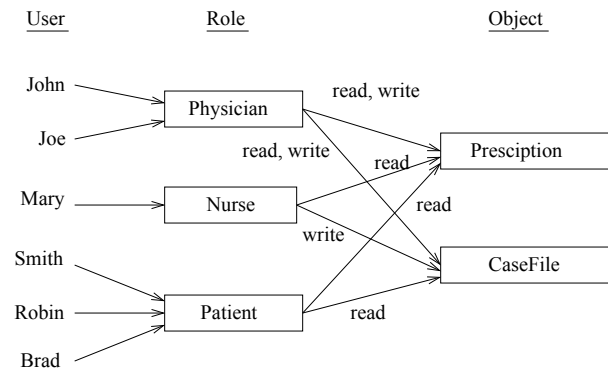 User Role Object
John
read, write
Physician
Joe
read, write
read
Presciption
Mary
Nurse
read
write
Smith
CaseFile
Robin
Patient
read
Brad